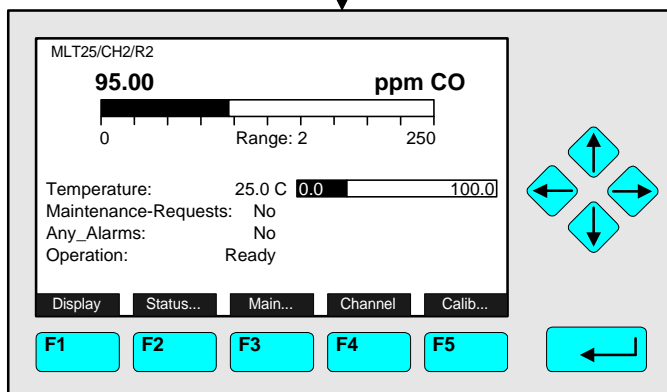 MLT25/CH2/R2
95.00 ppm CO
0 Range: 2 250
Temperature: 25.0 C 0.0 100.0
Maintenance-Requests: No
Any_Alarms: No
Operation: Ready
Display Status... Main... Channel Calib...
F1 F2 F3 F4 F5